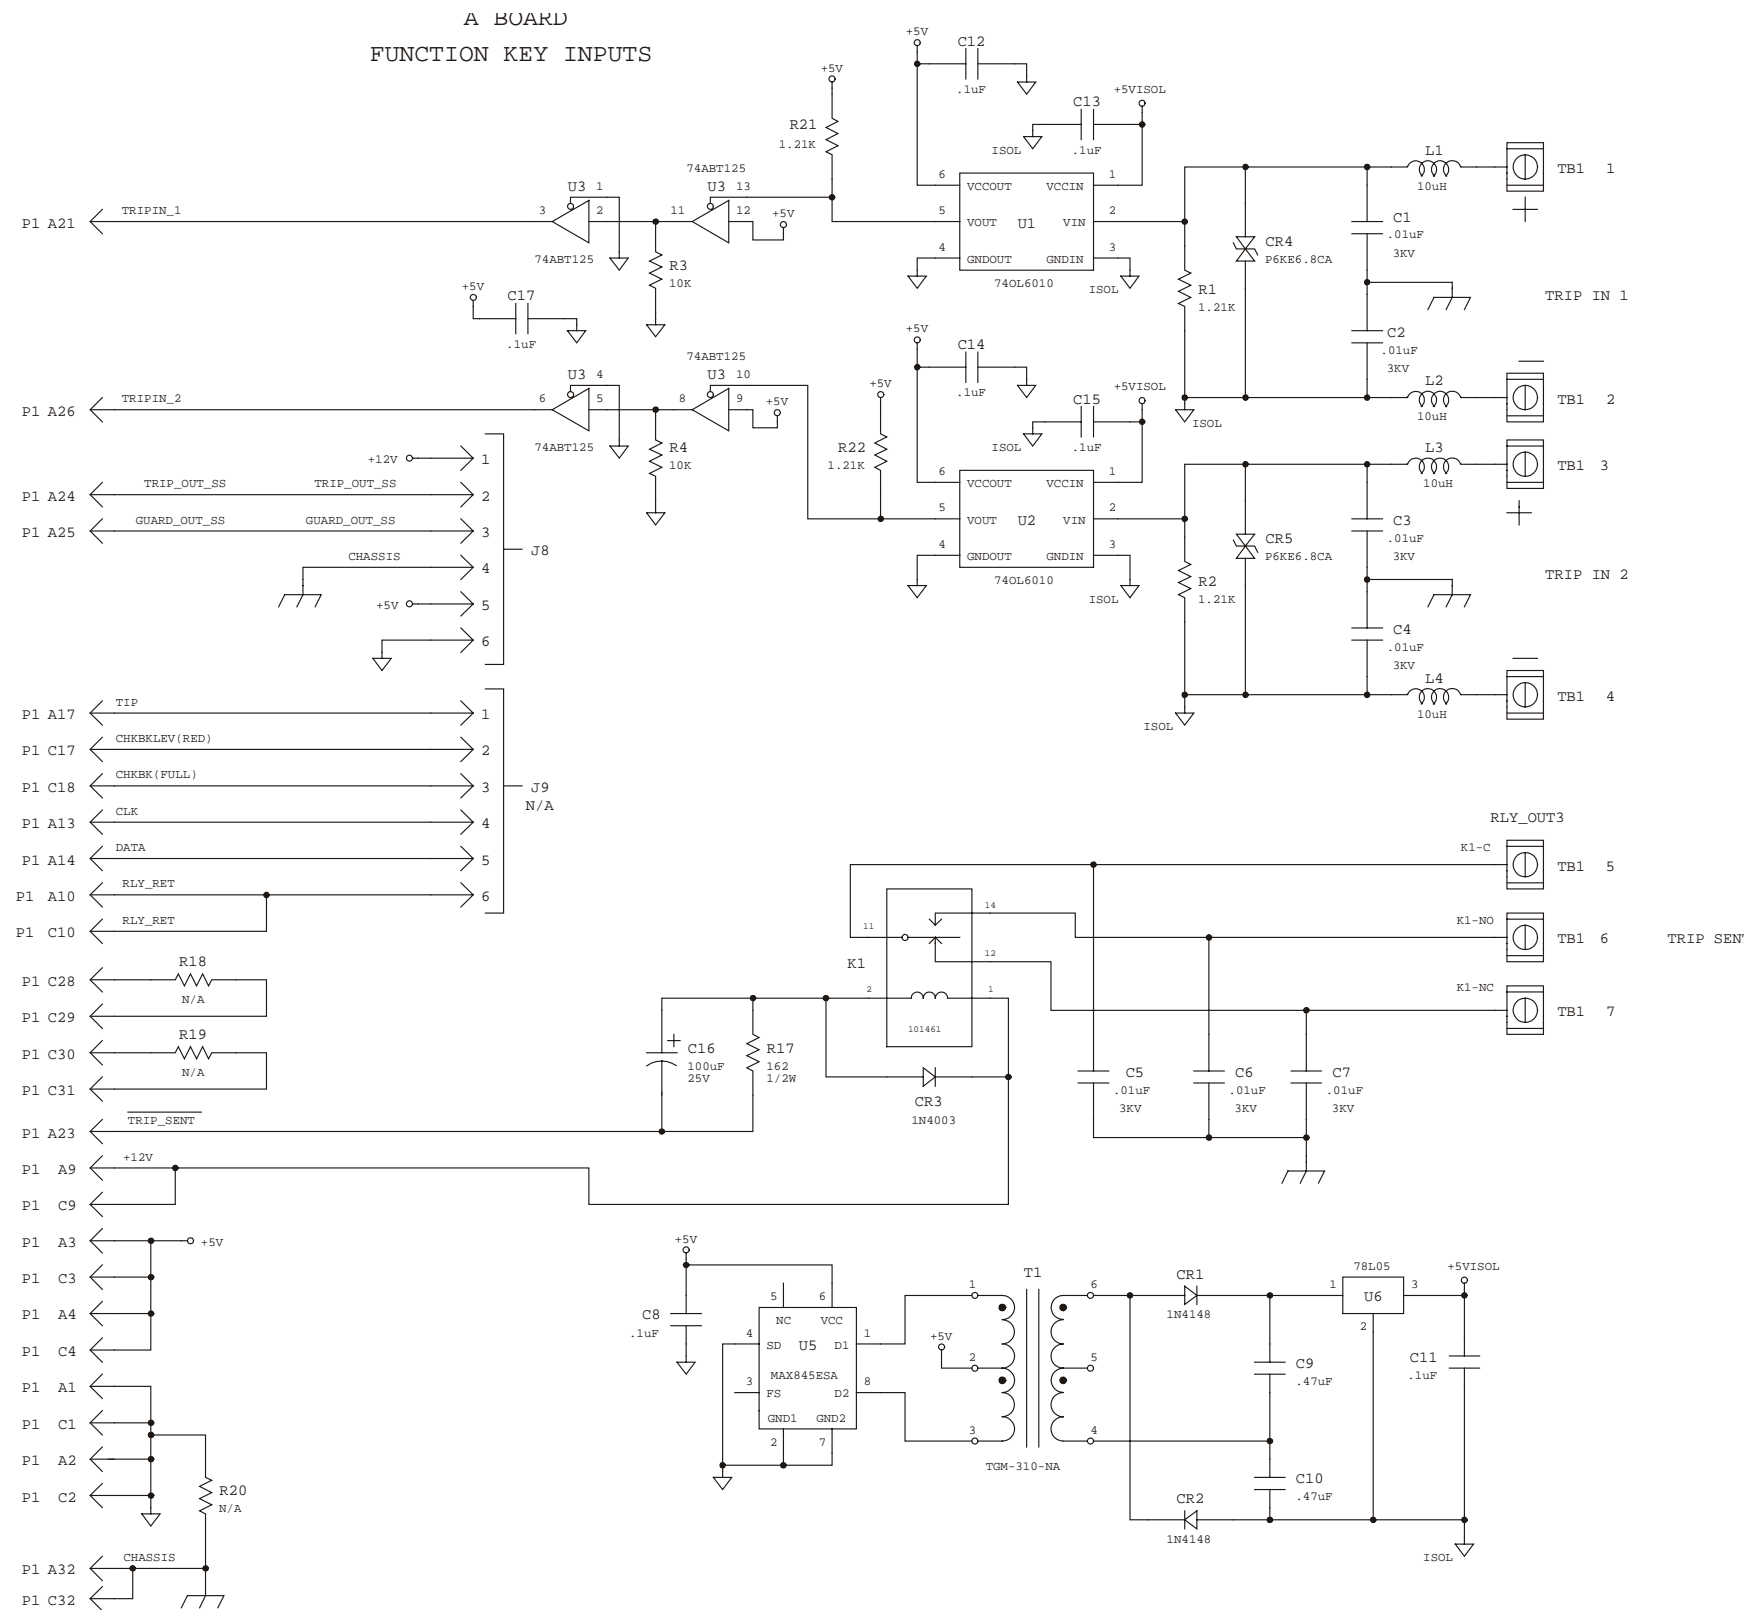 A BOARD
FUNCTION KEY INPUTS
+5V
C12
.1uF
+5V
R21
1.21K
C13
+5VISOL
ISOL
.1uF
74ABT125
U3 1
U3 13
6 VCCOUT VCCIN 1
P1 A21 TRIPIN_1 3 2 11 12 +5V
5 VOUT U1 VIN 2
4 GNDOUT GNDIN 3
74ABT125
R3
10K
74OL6010
ISOL
R1
1.21K
CR4
P6KE6.8CA
C1
.01uF
3KV
L1
10uH
TB1 1
+
TRIP IN 1
C2
.01uF
3KV
L2
10uH
TB1 2
ISOL
+5V
C17
.1uF
74ABT125
U3 4
U3 10
P1 A26 TRIPIN_2 6 5 8 9 +5V
74ABT125
R4
10K
+5V
R22
1.21K
+5V
C14
.1uF
C15
+5VISOL
ISOL
.1uF
6 VCCOUT VCCIN 1
5 VOUT U2 VIN 2
4 GNDOUT GNDIN 3
74OL6010
ISOL
R2
1.21K
CR5
P6KE6.8CA
C3
.01uF
3KV
L3
10uH
TB1 3
+
TRIP IN 2
C4
.01uF
3KV
L4
10uH
TB1 4
ISOL
+12V 1
P1 A24 TRIP_OUT_SS TRIP_OUT_SS 2
P1 A25 GUARD_OUT_SS GUARD_OUT_SS 3
J8
CHASSIS 4
+5V 5
6
P1 A17 TIP 1
P1 C17 CHKBKLEV(RED) 2
P1 C18 CHKBK(FULL) 3
J9
N/A
P1 A13 CLK 4
P1 A14 DATA 5
P1 A10 RLY_RET 6
P1 C10 RLY_RET
RLY_OUT3
K1-C
TB1 5
K1-NO
TB1 6
TRIP SENT
K1-NC
TB1 7
14
11
12
K1
2 1
101461
P1 C28 R18
N/A
P1 C29
P1 C30 R19
N/A
P1 C31
+
C16
100uF
25V
R17
162
1/2W
CR3
1N4003
C5
.01uF
3KV
C6
.01uF
3KV
C7
.01uF
3KV
P1 A23 TRIP_SENT
P1 A9 +12V
P1 C9
P1 A3 +5V
P1 C3
P1 A4
P1 C4
P1 A1
P1 C1
P1 A2
P1 C2
R20
N/A
P1 A32 CHASSIS
P1 C32
+5V
C8
.1uF
5 6
NC VCC
4 SD U5 D1 1
MAX845ESA
3 FS D2 8
GND1 GND2
2 7
T1
1 6
+5V
2 5
3 4
TGM-310-NA
CR1
1N4148
CR2
1N4148
C9
.47uF
C10
.47uF
78L05
1 U6 3
2
+5VISOL
C11
.1uF
ISOL